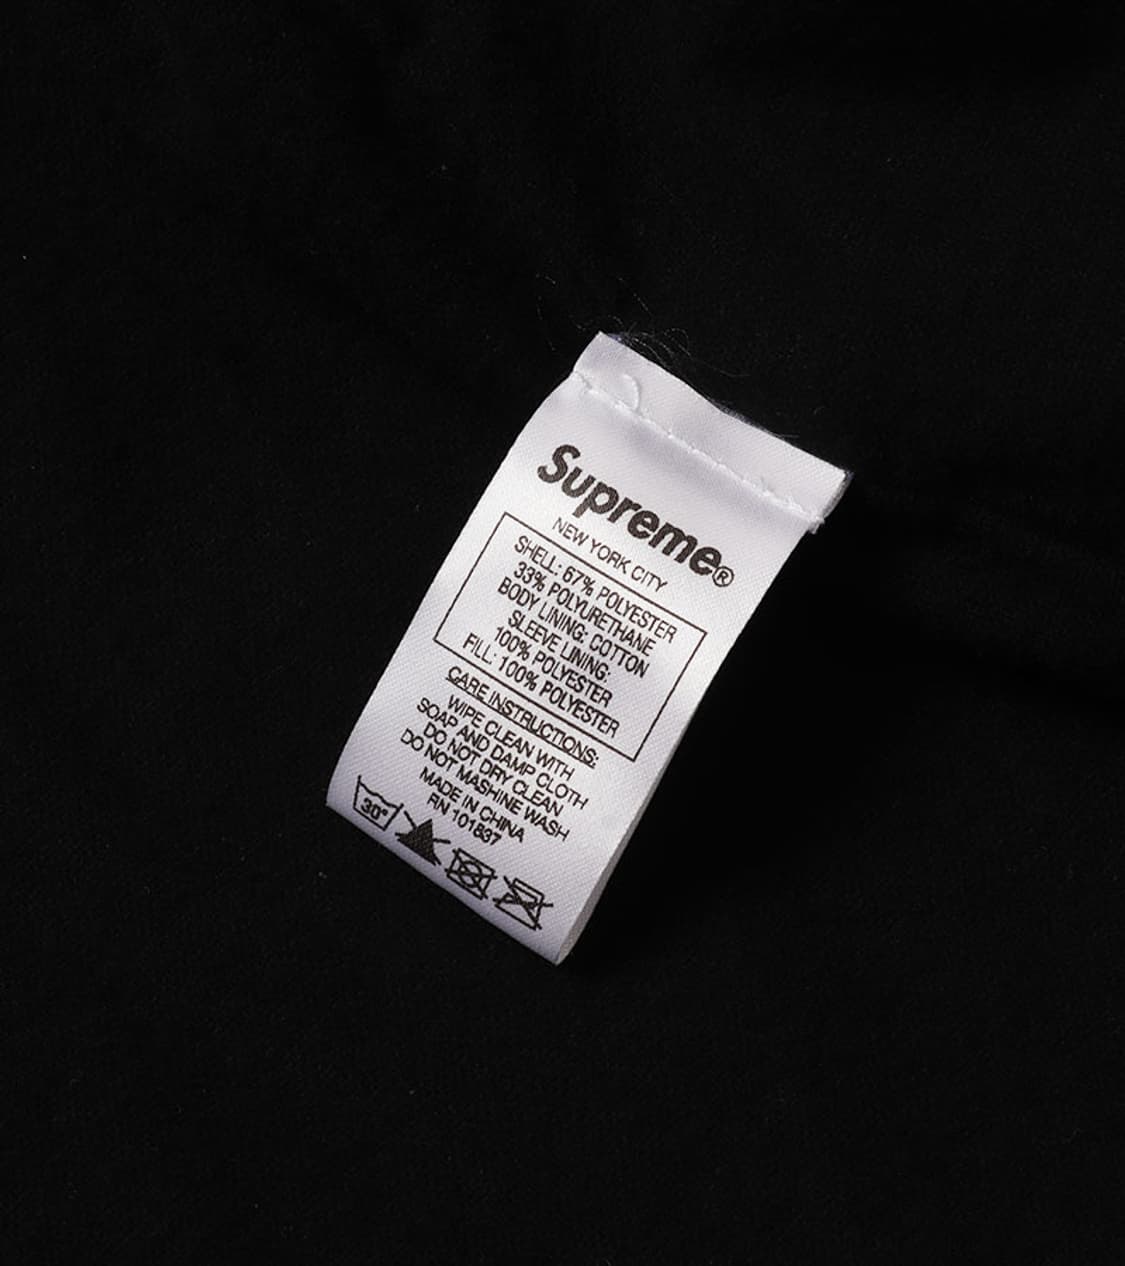 Supreme®
NEW YORK CITY
SHELL: 67% POLYESTER
33% POLYURETHANE
BODY LINING: COTTON
SLEEVE LINING:
100% POLYESTER
FILL: 100% POLYESTER
CARE INSTRUCTIONS:
WIPE CLEAN WITH
SOAP AND DAMP CLOTH
DO NOT DRY CLEAN
DO NOT MASHINE WASH
MADE IN CHINA
RN 101837
30°